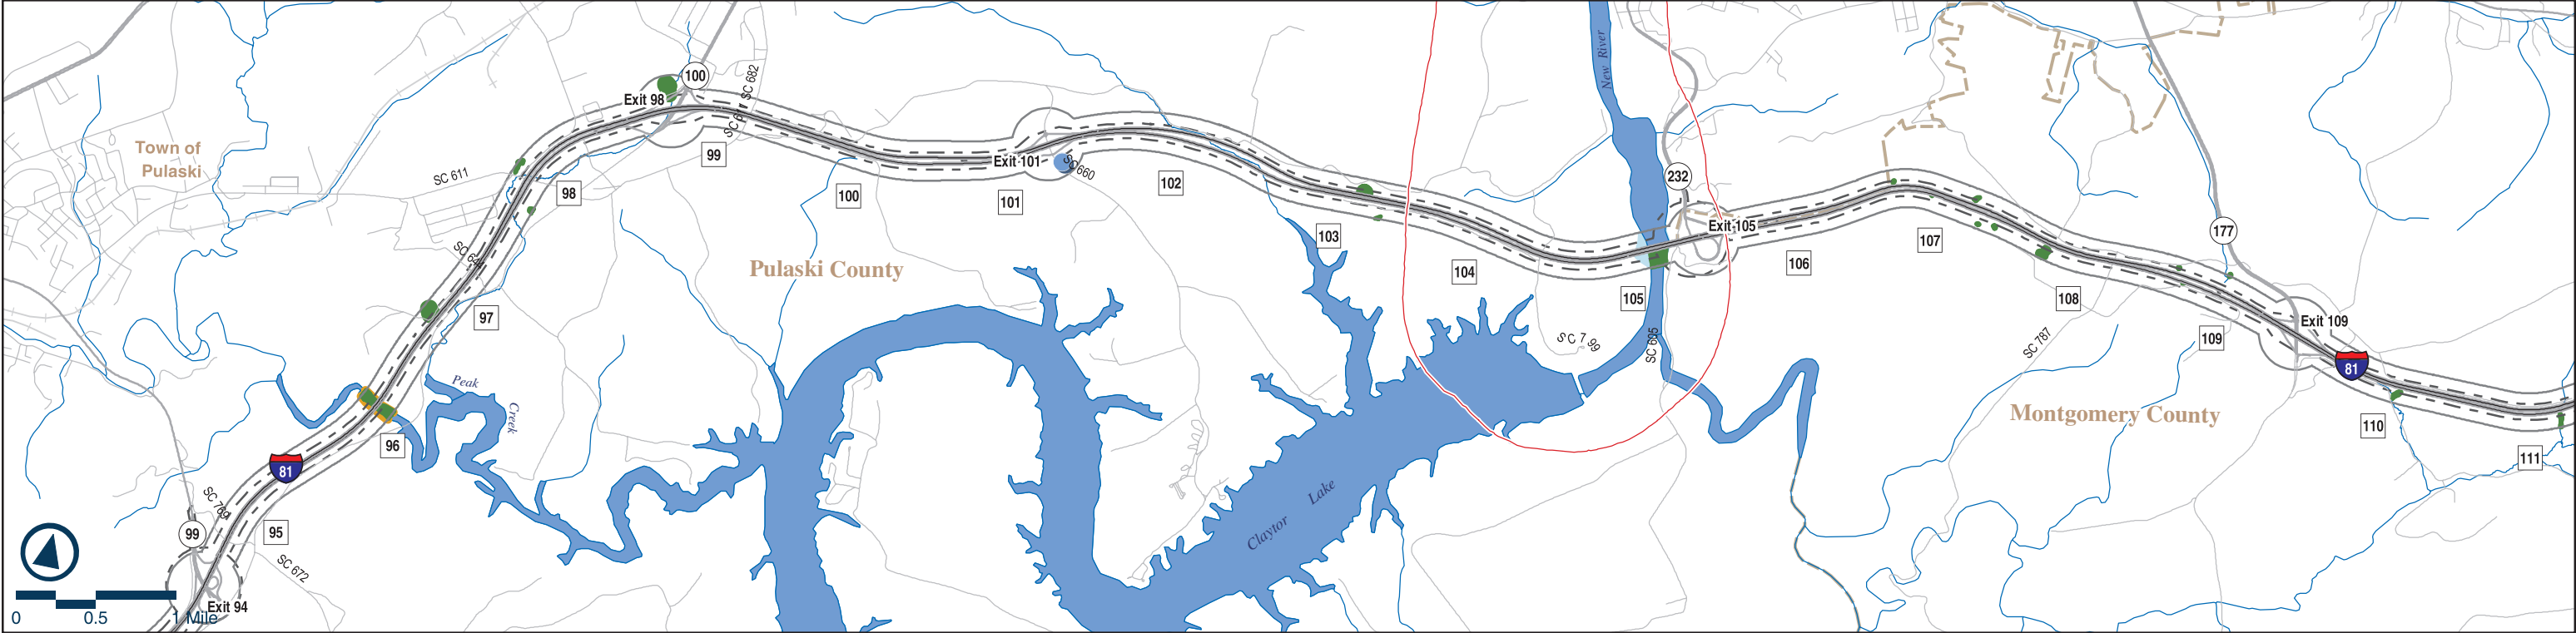 New River
100
SC 682
Exit 98
Town of
Pulaski
99
Exit 101
SC 660
SC 611
98
100
101
102
232
Exit 105
103
104
106
107
177
Pulaski County
97
105
108
Exit 109
109
81
SC 799
SC 695
SC 787
Peak
Creek
96
Montgomery County
110
111
81
SC 769
Claytor Lake
99
95
SC 672
Exit 94
0 0.5 1 Mile